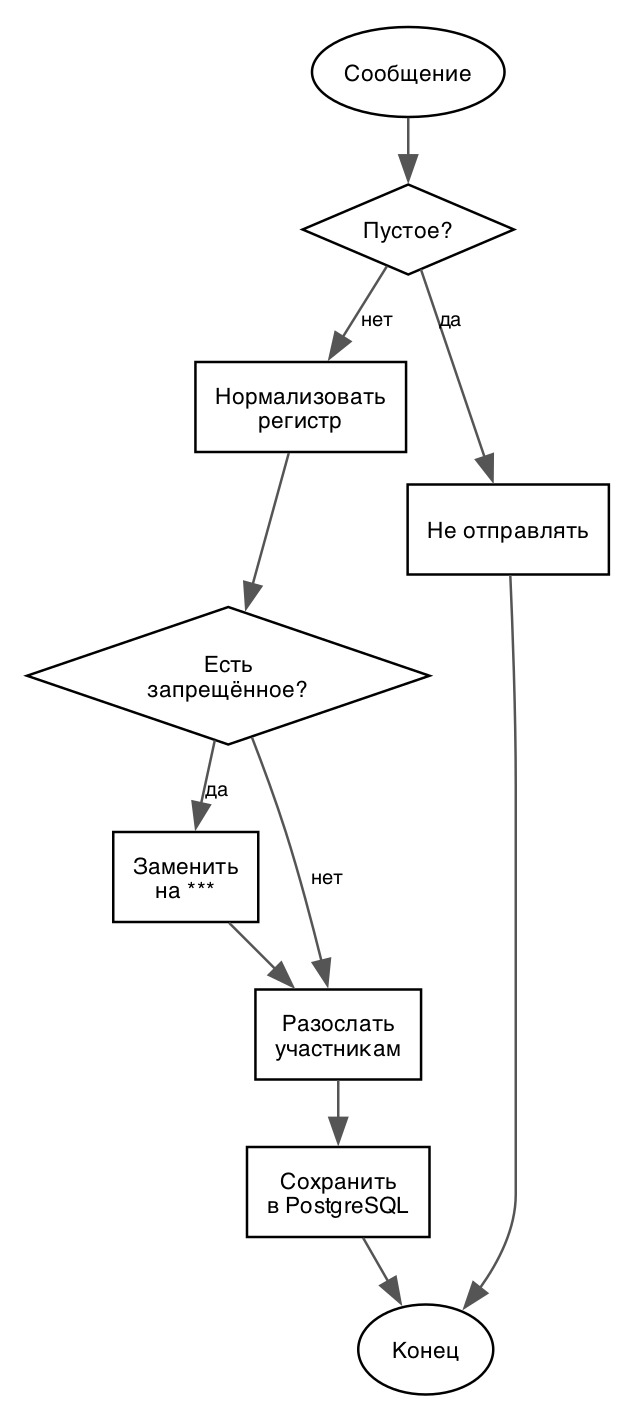 Сообщение
Пустое?
нет
да
Нормализовать
регистр
Не отправлять
Есть
запрещённое?
да
Заменить
на ***
нет
Разослать
участникам
Сохранить
в PostgreSQL
Конец